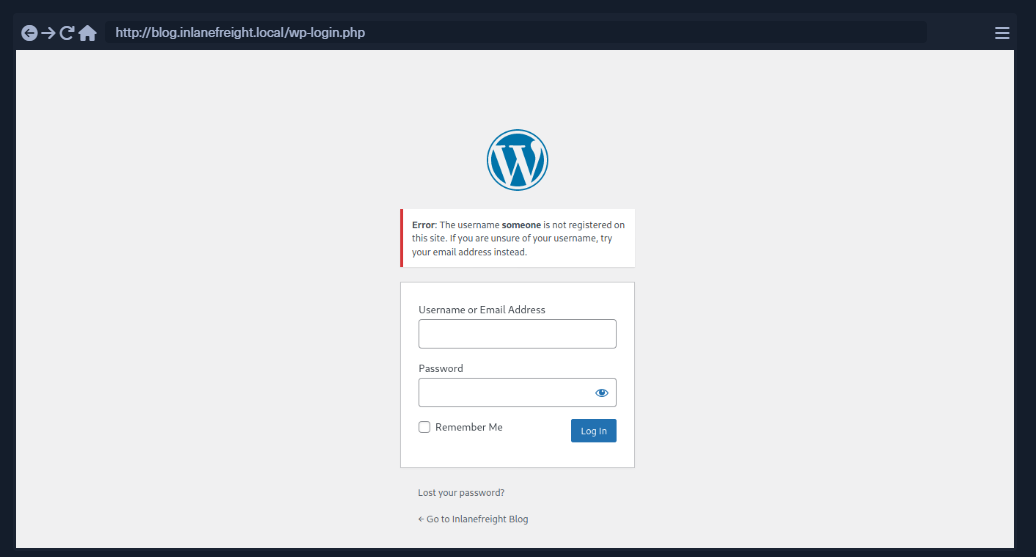 http://blog.inlanefreight.local/wp-login.php
Error: The username someone is not registered on
this site. If you are unsure of your username, try
your email address instead.
Username or Email Address
Password
Remember Me
Log In
Lost your password?
← Go to Inlanefreight Blog